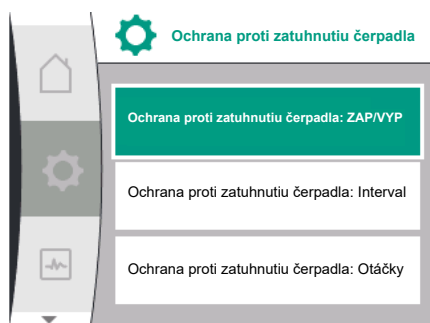 Ochrana proti zatuhnutiu čerpadla
Ochrana proti zatuhnutiu čerpadla: ZAP/VYP
Ochrana proti zatuhnutiu čerpadla: Interval
Ochrana proti zatuhnutiu čerpadla: Otáčky